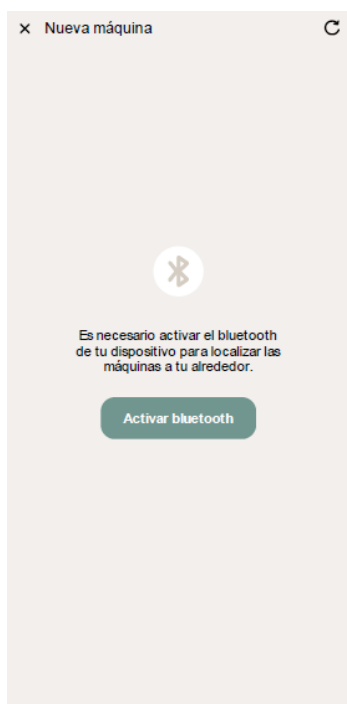 Nueva máquina
Es necesario activar el bluetooth
de tu dispositivo para localizar las
máquinas a tu alrededor.
Activar bluetooth